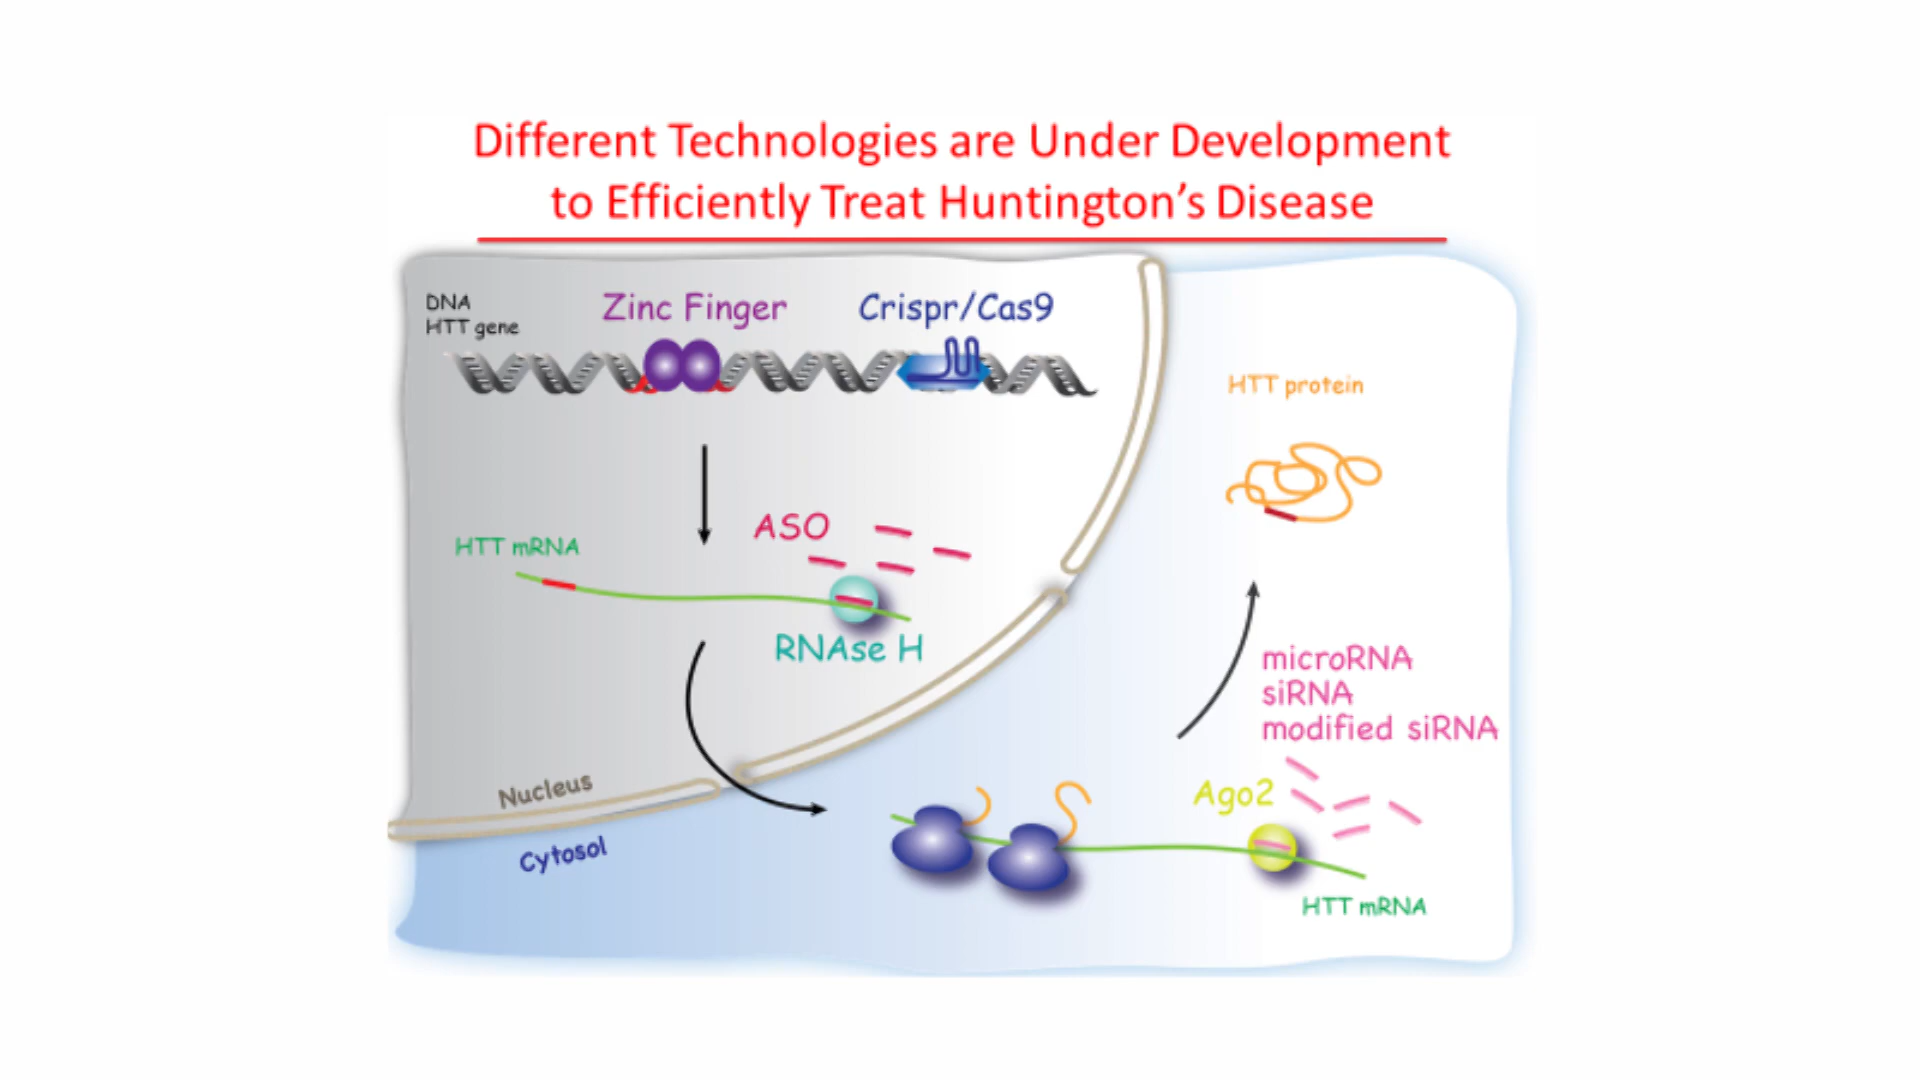 Different Technologies are Under Development
to Efficiently Treat Huntington's Disease
DNA
HTT gene
Zinc Finger
Crispr/Cas9
HTT protein
HTT mRNA
ASO
RNAse H
microRNA
siRNA
modified siRNA
Nucleus
Cytosol
Ago2
HTT mRNA